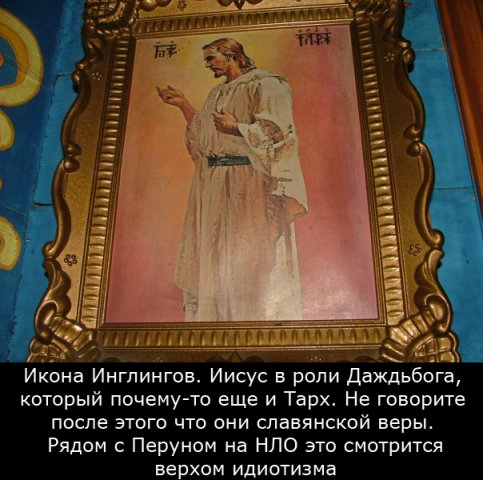 Икона Инглингов. Иисус в роли Даждьбога,
который почему-то еще и Тарх. Не говорите
после этого что они славянской веры.
Рядом с Перуном на НЛО это смотрится
верхом идиотизма